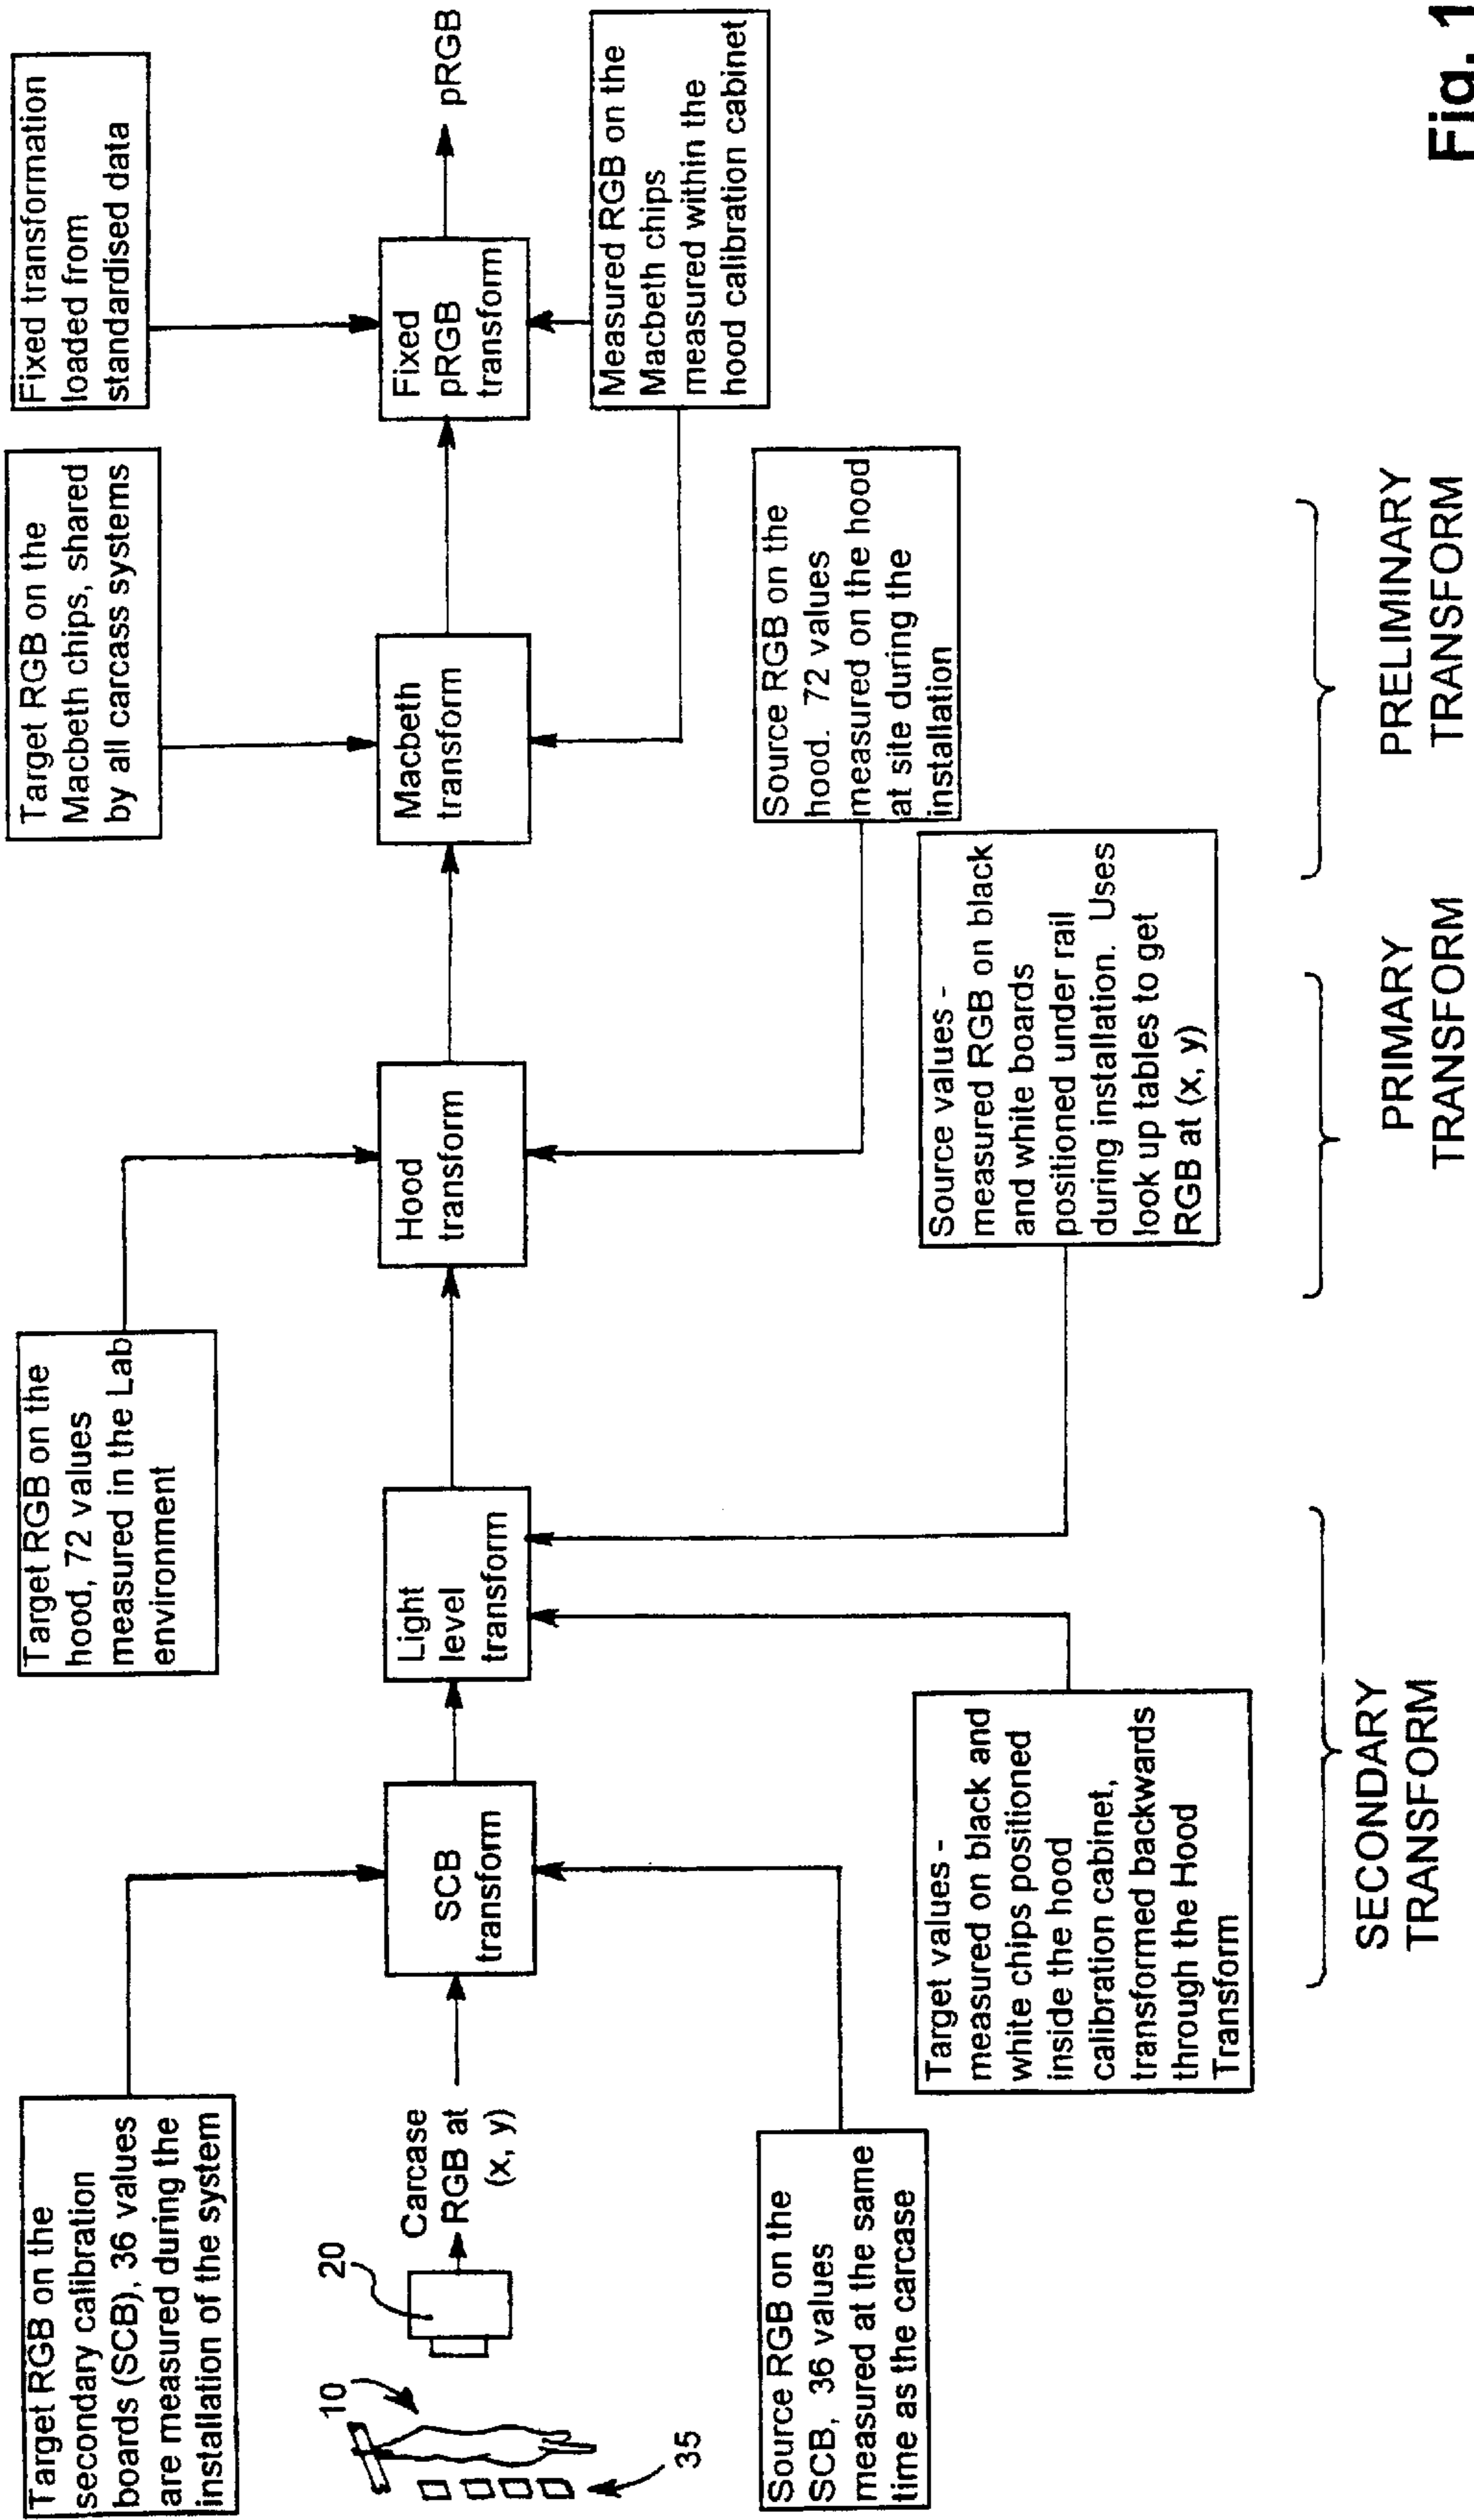 Target RGB on the
secondary calibration
boards (SCB), 36 values
are measured during the
installation of the system
Target RGB on the
hood, 72 values
measured in the Lab
environment
Target RGB on the
Macbeth chips, shared
by all carcass systems
Fixed transformation
loaded from
standardised data
10
20
35
Carcase
RGB at
(x, y)
SCB
transform
Light
level
transform
Hood
transform
Macbeth
transform
Fixed
pRGB
transform
pRGB
Source RGB on the
SCB, 36 values
measured at the same
time as the carcase
Target values -
measured on black and
white chips positioned
inside the hood
calibration cabinet,
transformed backwards
through the Hood
Transform
Source values -
measured RGB on black
and white boards
positioned under rail
during installation. Uses
look up tables to get
RGB at (x, y)
Source RGB on the
hood. 72 values
measured on the hood
at site during the
installation
Measured RGB on the
Macbeth chips
measured within the
hood calibration cabinet
SECONDARY
TRANSFORM
PRIMARY
TRANSFORM
PRELIMINARY
TRANSFORM
Fig. 1